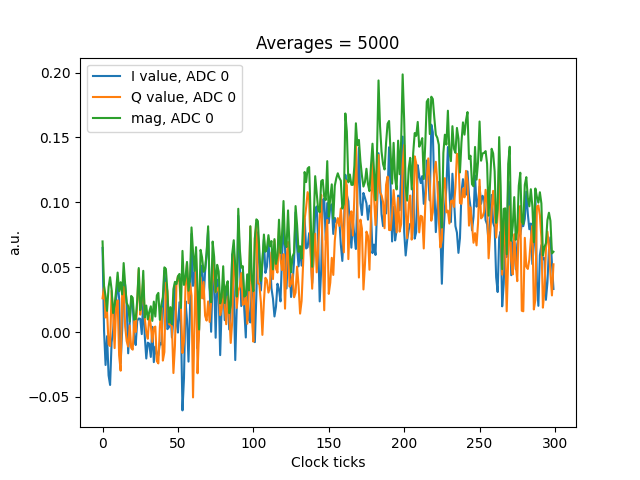 Averages = 5000
I value, ADC 0
Q value, ADC 0
mag, ADC 0
0.20
0.15
0.10
0.05
0.00
−0.05
a.u.
0 50 100 150 200 250 300
Clock ticks